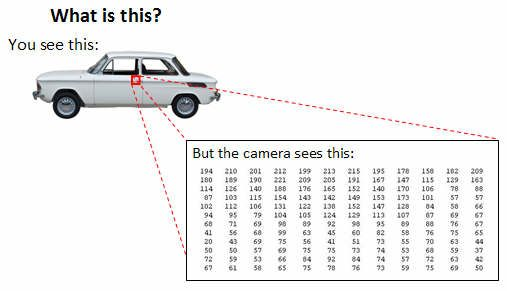 What is this?
You see this:
But the camera sees this:
194 210 201 212 199 213 215 195 178 158 182 209
180 189 190 221 209 205 191 167 147 115 129 163
114 126 140 188 176 165 152 140 170 106 78 88
87 103 115 154 143 142 149 153 173 101 57 57
102 112 106 131 122 138 152 147 128 84 58 66
94 95 79 104 105 124 129 113 107 87 69 67
68 71 69 98 89 92 98 95 89 88 76 67
41 56 68 99 63 45 60 82 58 76 75 65
20 43 69 75 56 41 51 73 55 70 63 44
50 50 57 69 75 75 73 74 53 68 59 37
72 59 53 66 84 92 84 74 57 72 63 42
67 61 58 65 75 78 76 73 59 75 69 50